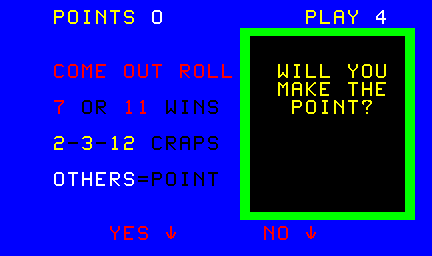 POINTS 0 PLAY 4
COME OUT ROLL
7 OR 11 WINS
2-3-12 CRAPS
OTHERS=POINT
WILL YOU
MAKE THE
POINT?
YES ↓ NO ↓